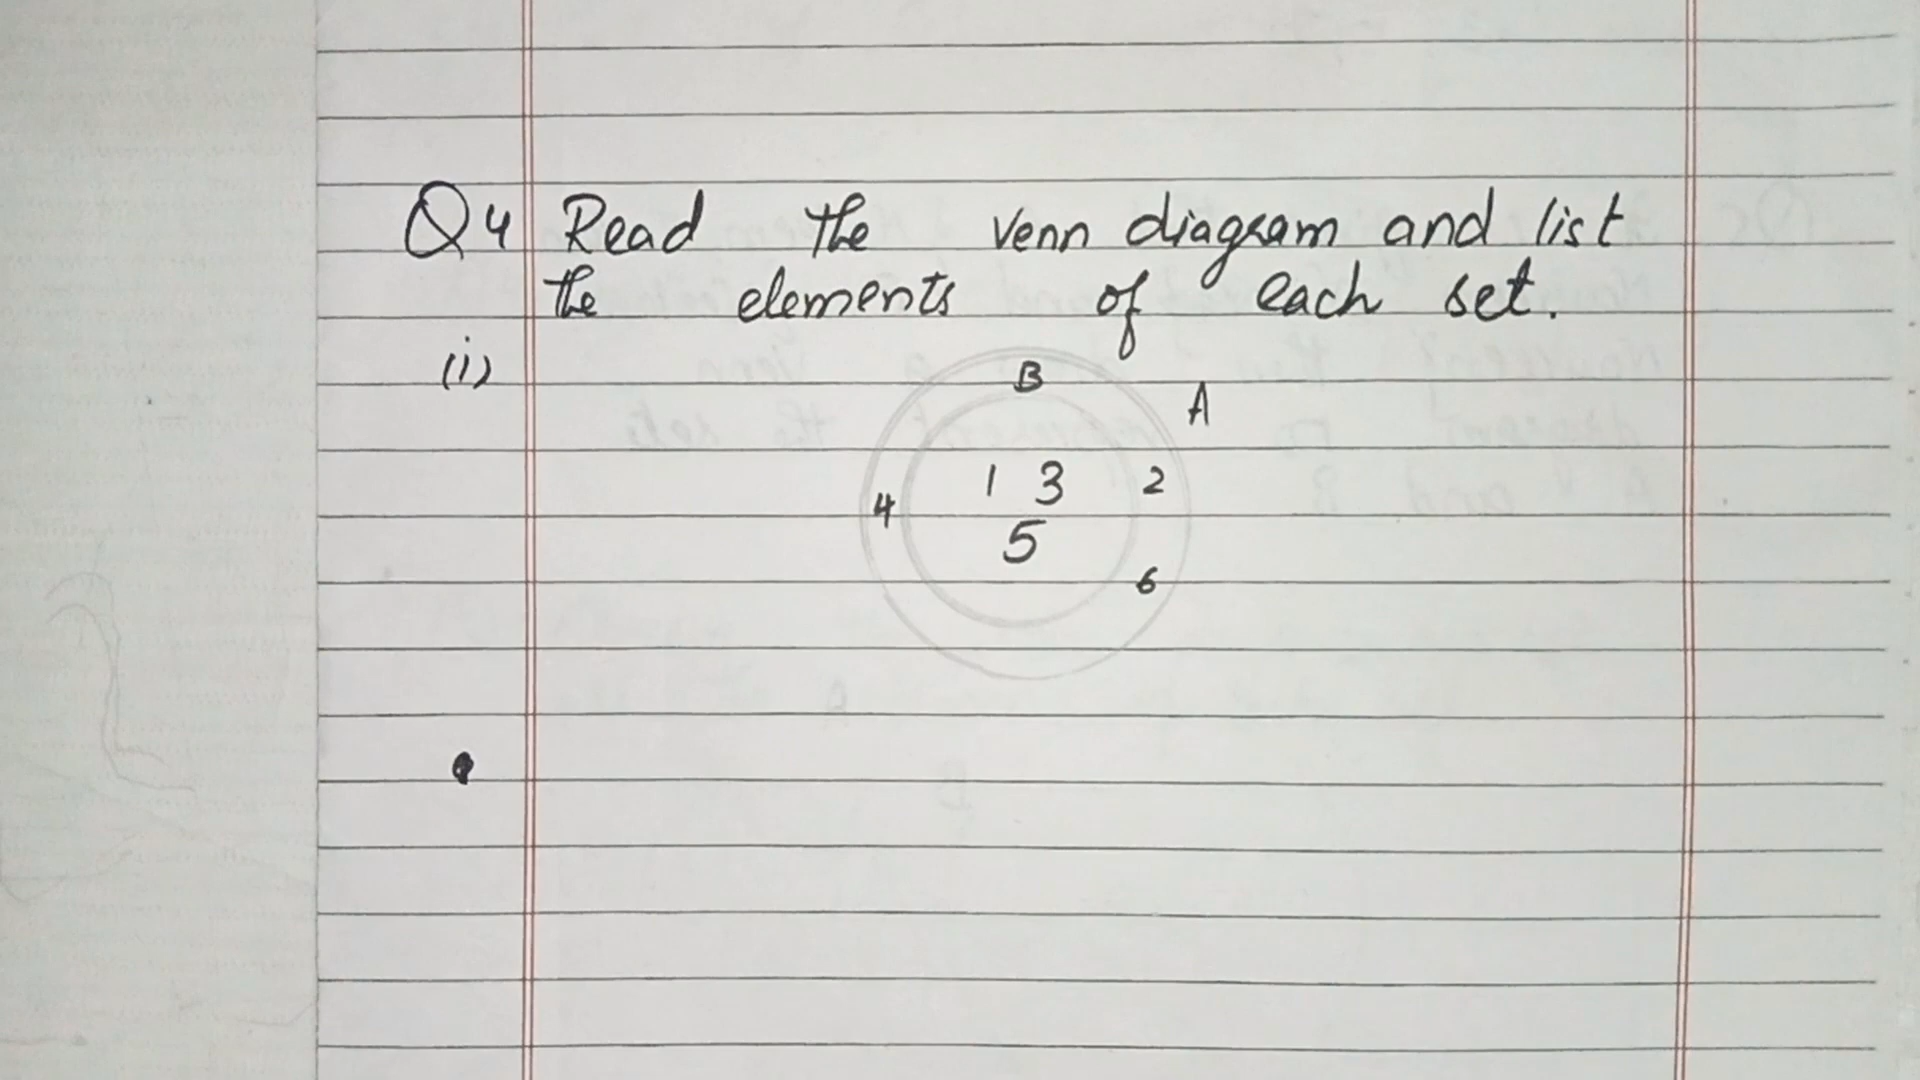 Q4 Read the venn diagram and list
the elements of each set.
(i)
B
A
1 3 2
4
5
6